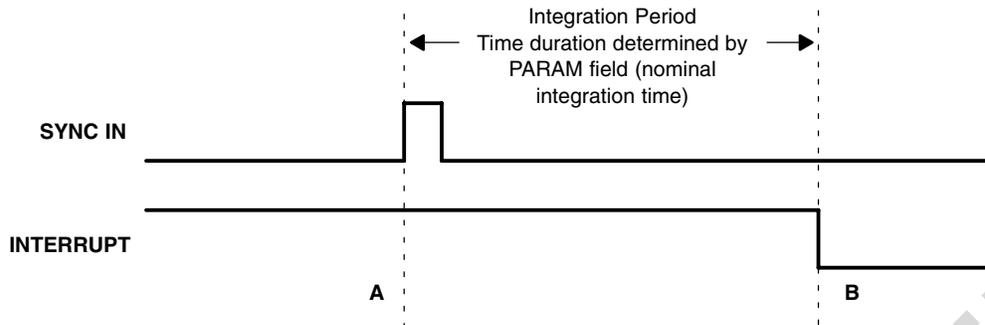 Integration Period
Time duration determined by
PARAM field (nominal
integration time)
SYNC IN
INTERRUPT
A
B